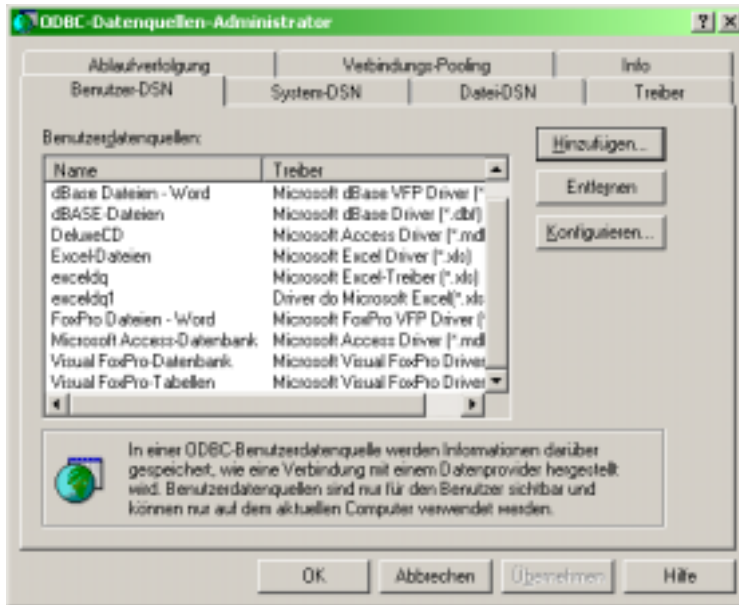 ODBC-Datenquellen-Administrator
Ablaufverfolgung Verbindungs-Pooling Info
Benutzer-DSN System-DSN Datei-DSN Treiber
Benutzerdatenquellen:
Hinzufügen...
Name Treiber
dBase Dateien - Word Microsoft dBase VFP Driver (*
Entfernen
dBASE-Dateien Microsoft dBase Driver (*.dbf)
DeluxeCD Microsoft Access Driver (*.mdl
Konfigurieren...
Excel-Dateien Microsoft Excel Driver (*.xls)
exceldq Microsoft Excel-Treiber (*.xls)
exceldq1 Driver do Microsoft Excel(*.xls
FoxPro Dateien - Word Microsoft FoxPro VFP Driver (*
Microsoft Access-Datenbank Microsoft Access Driver (*.mdl
Visual FoxPro-Datenbank Microsoft Visual FoxPro Driver
Visual FoxPro-Tabellen Microsoft Visual FoxPro Driver
In einer ODBC-Benutzerdatenquelle werden Informationen darüber
gespeichert, wie eine Verbindung mit einem Datenprovider hergestellt
wird. Benutzerdatenquellen sind nur für den Benutzer sichtbar und
können nur auf dem aktuellen Computer verwendet werden.
OK Abbrechen Übernehmen Hilfe